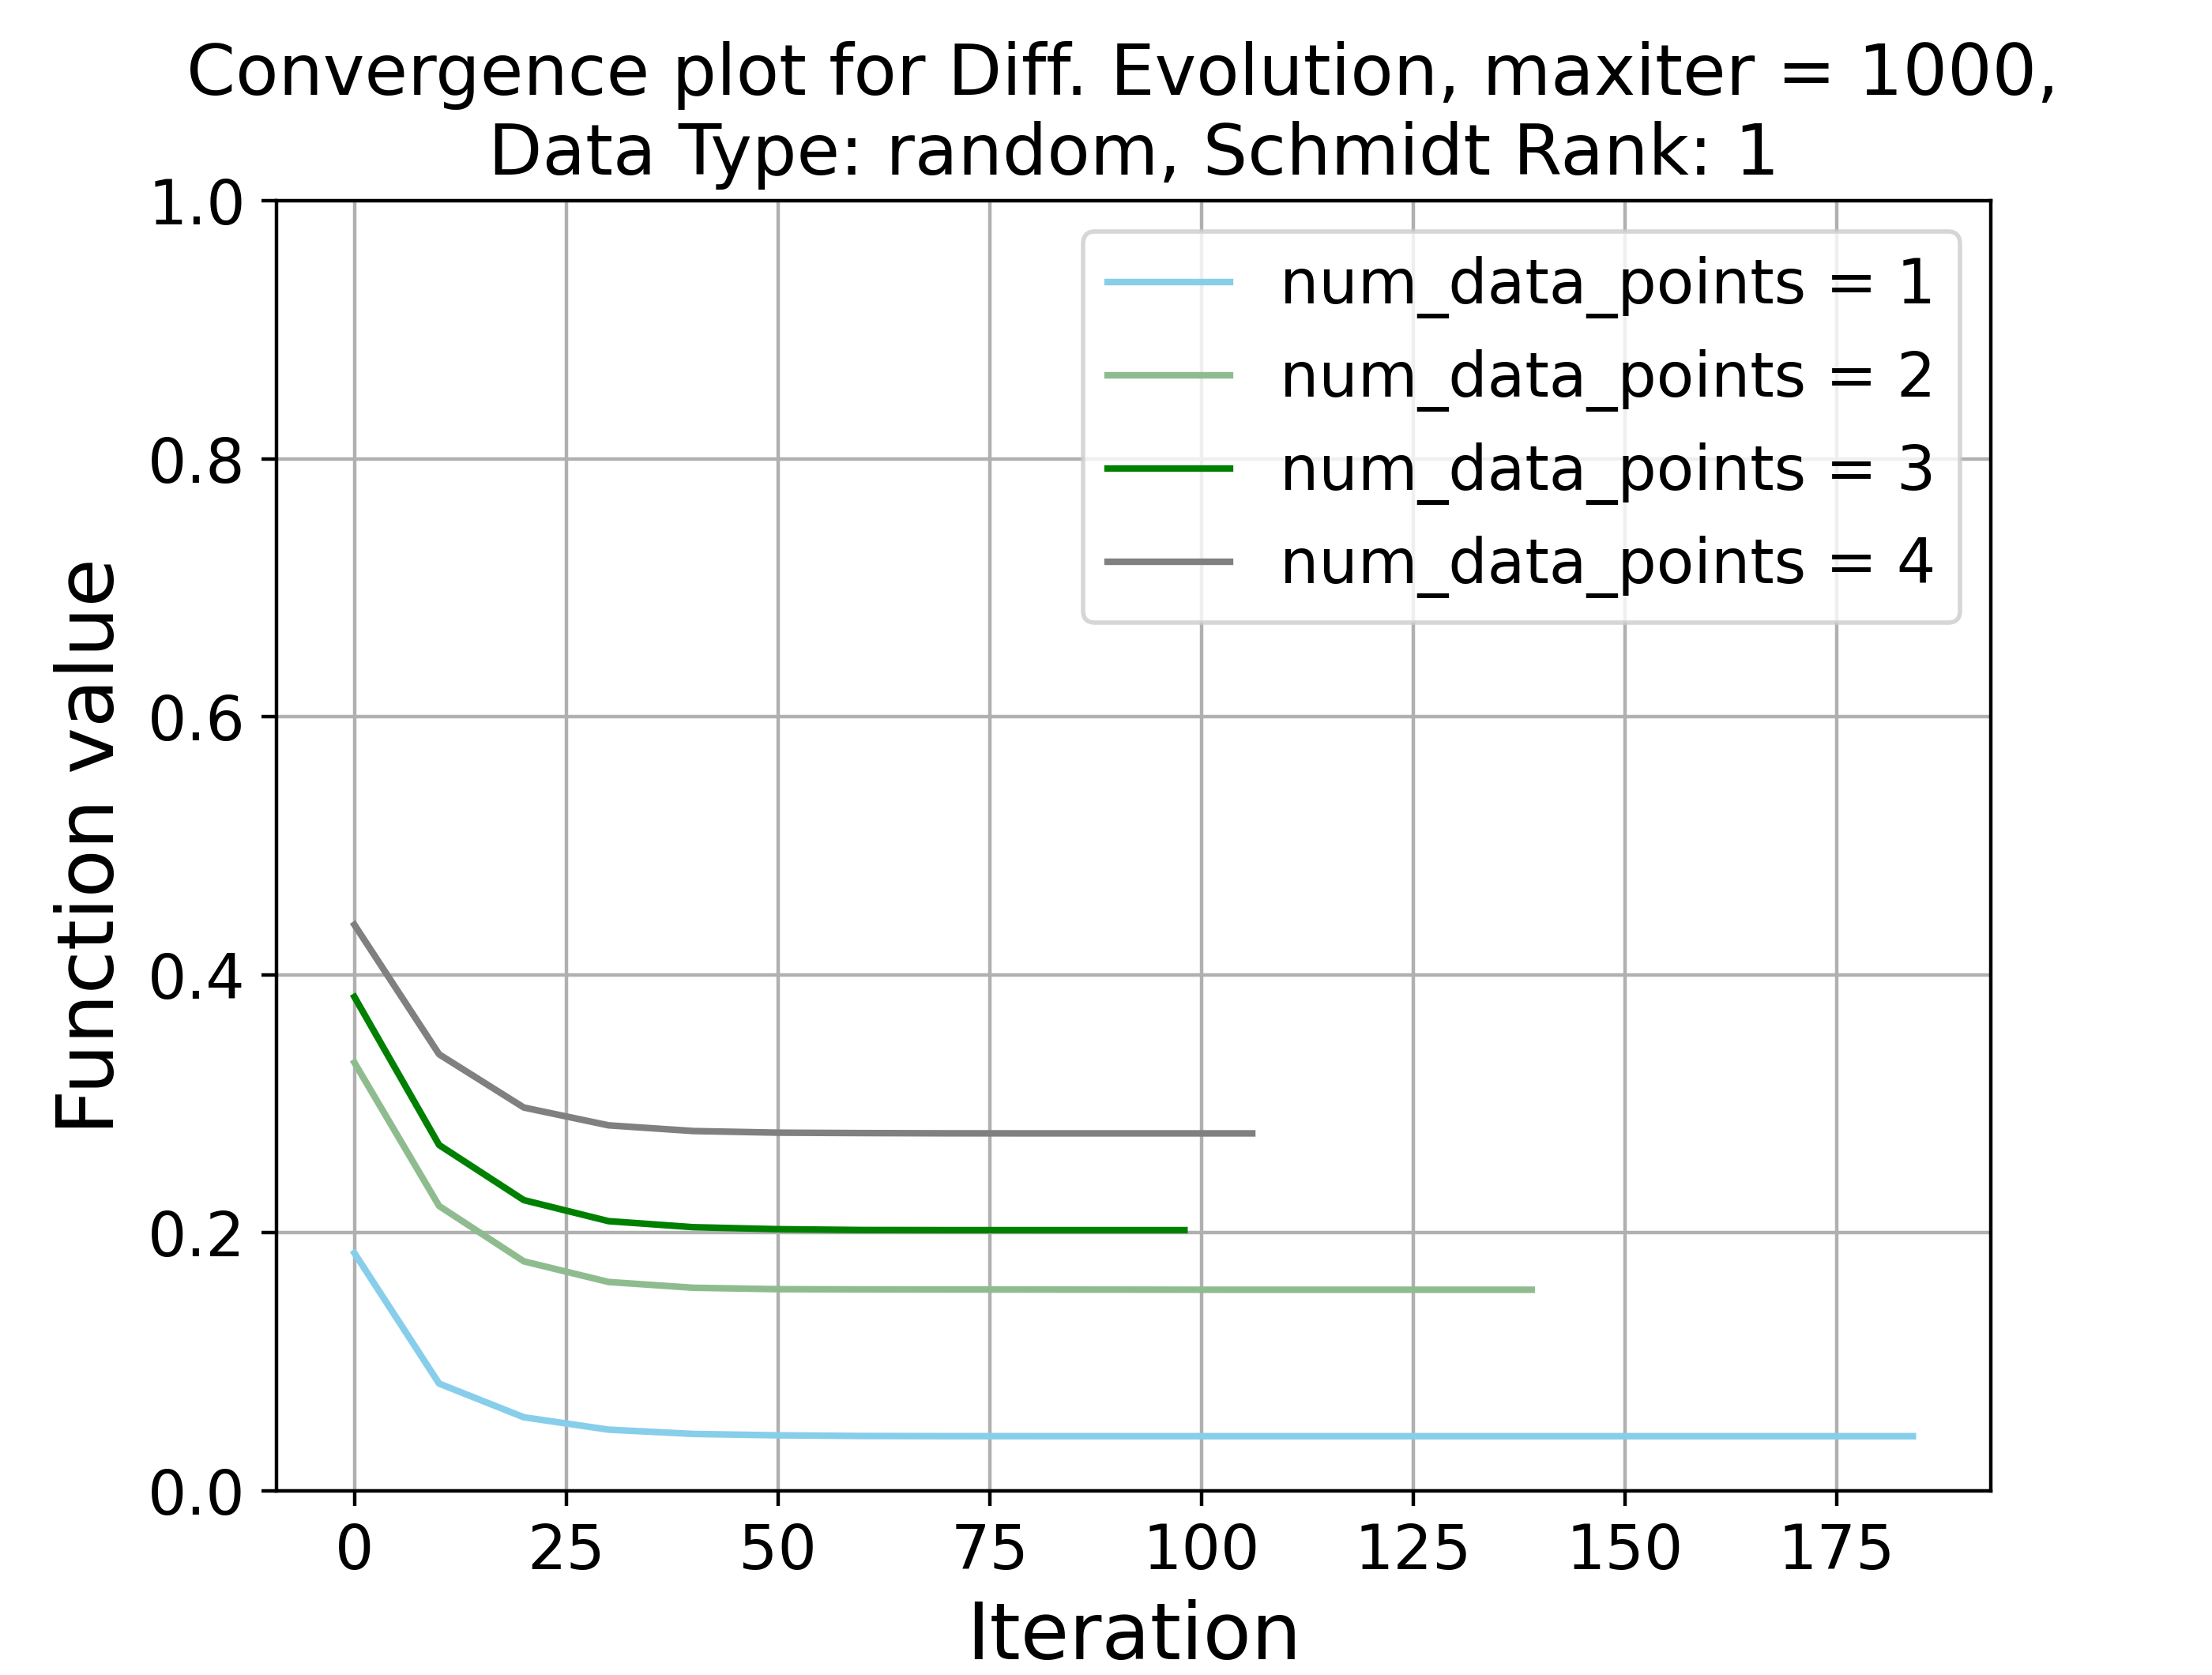 Convergence plot for Diff. Evolution, maxiter = 1000,
Data Type: random, Schmidt Rank: 1
1.0
0.8
0.6
0.4
0.2
0.0
Function value
num_data_points = 1
num_data_points = 2
num_data_points = 3
num_data_points = 4
0 25 50 75 100 125 150 175
Iteration